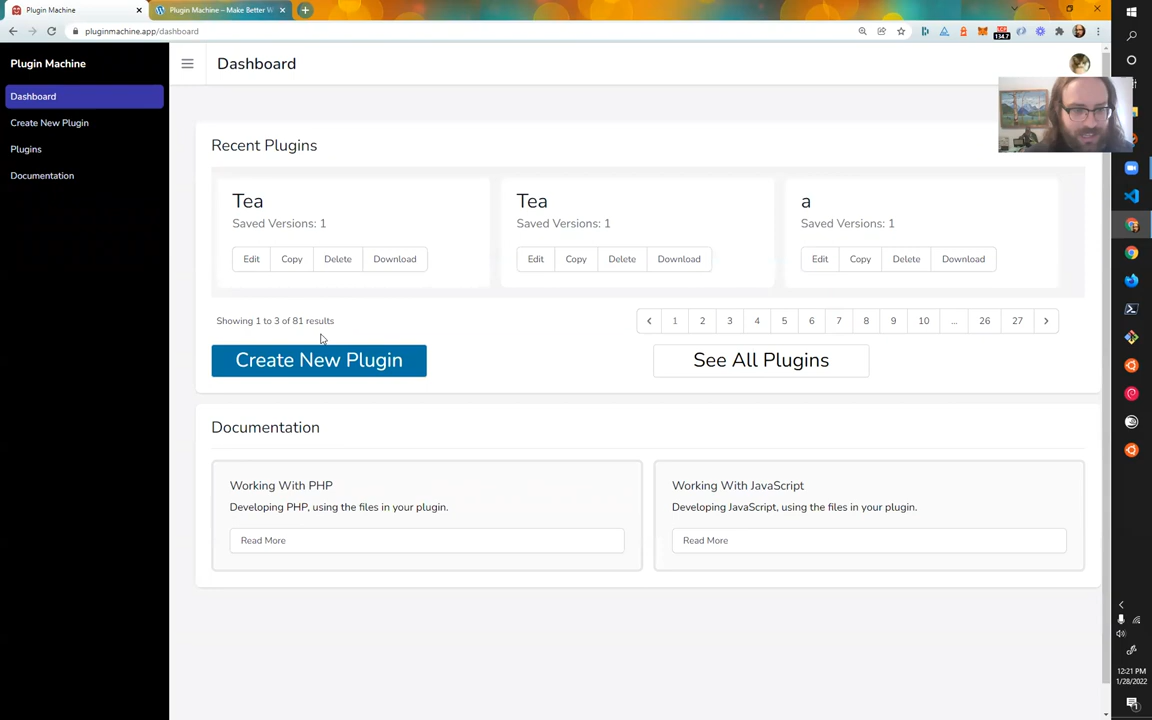 Plugin Machine
Plugin Machine – Make Better W
pluginmachine.app/dashboard
Plugin Machine
Dashboard
Dashboard
Create New Plugin
Plugins
Documentation
Recent Plugins
Tea
Saved Versions: 1
Edit Copy Delete Download
Tea
Saved Versions: 1
Edit Copy Delete Download
a
Saved Versions: 1
Edit Copy Delete Download
Showing 1 to 3 of 81 results
1 2 3 4 5 6 7 8 9 10 ... 26 27
Create New Plugin
See All Plugins
Documentation
Working With PHP
Developing PHP, using the files in your plugin.
Read More
Working With JavaScript
Developing JavaScript, using the files in your plugin.
Read More
12:21 PM
1/28/2022